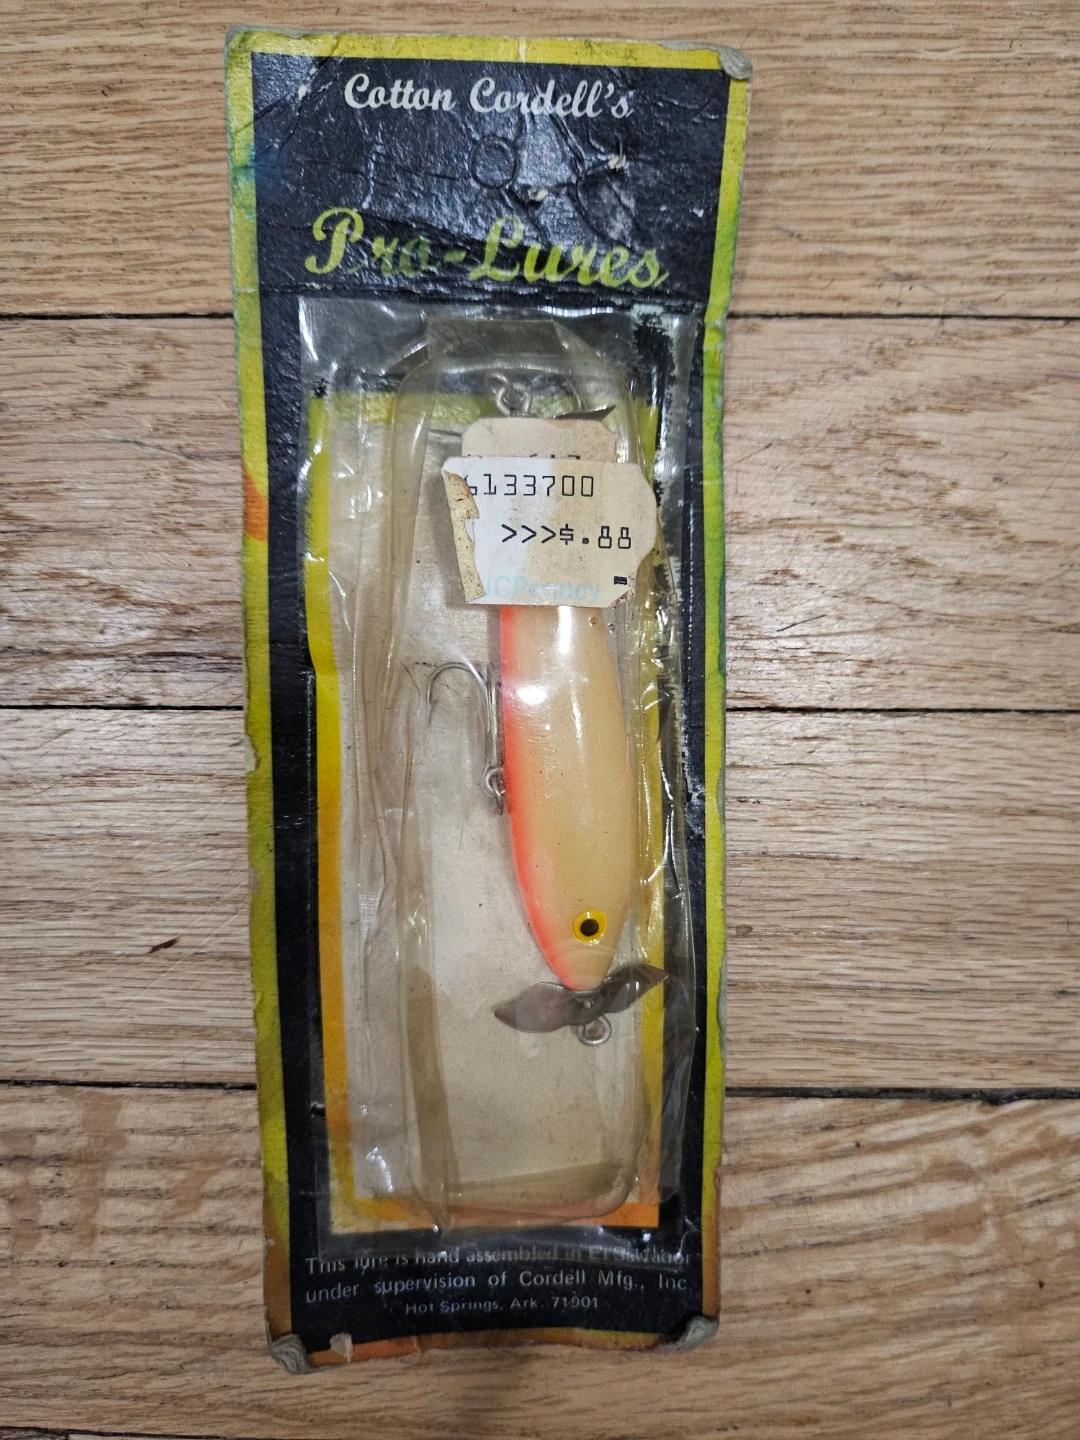 Cotton Cordell's
Pro-Lures
6133700
>>>$.88
JCPenney
This lure is hand assembled in El Salvador
under supervision of Cordell Mfg., Inc.
Hot Springs, Ark. 71901